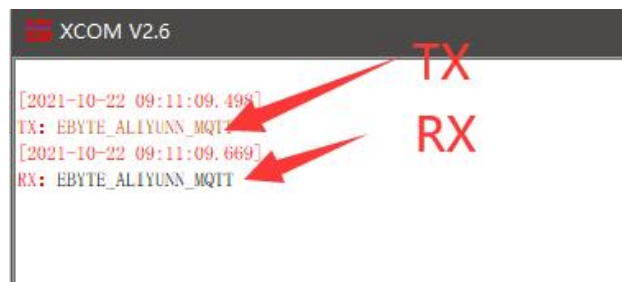 XCOM V2.6
TX
[2021-10-22 09:11:09.498]
TX: EBYTE_ALIYUNN_MQTT
RX
[2021-10-22 09:11:09.669]
RX: EBYTE_ALIYUNN_MQTT